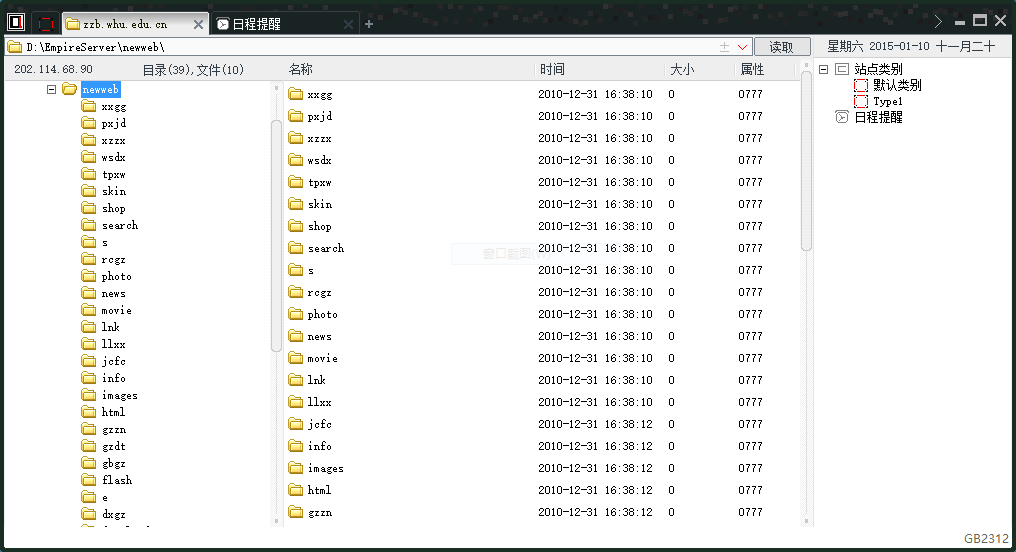 zzb.whu.edu.cn 日程提醒
D:\EmpireServer\newweb\ 读取 星期六 2015-01-10 十一月二十
202.114.68.90 目录(39),文件(10) 名称 时间 大小 属性
newweb
xxgg
pxjd
xzzx
wsdx
tpxw
skin
shop
search
s
rcgz
photo
news
movie
lnk
llxx
jcfc
info
images
html
gzzn
gzdt
gbgz
flash
e
dxgz
xxgg 2010-12-31 16:38:10 0 0777
pxjd 2010-12-31 16:38:10 0 0777
xzzx 2010-12-31 16:38:10 0 0777
wsdx 2010-12-31 16:38:10 0 0777
tpxw 2010-12-31 16:38:10 0 0777
skin 2010-12-31 16:38:10 0 0777
shop 2010-12-31 16:38:10 0 0777
search 2010-12-31 16:38:10 0 0777
窗口截图(W)
s 2010-12-31 16:38:10 0 0777
rcgz 2010-12-31 16:38:10 0 0777
photo 2010-12-31 16:38:10 0 0777
news 2010-12-31 16:38:10 0 0777
movie 2010-12-31 16:38:10 0 0777
lnk 2010-12-31 16:38:10 0 0777
llxx 2010-12-31 16:38:10 0 0777
jcfc 2010-12-31 16:38:12 0 0777
info 2010-12-31 16:38:12 0 0777
images 2010-12-31 16:38:12 0 0777
html 2010-12-31 16:38:12 0 0777
gzzn 2010-12-31 16:38:12 0 0777
站点类别
默认类别
Type1
日程提醒
GB2312